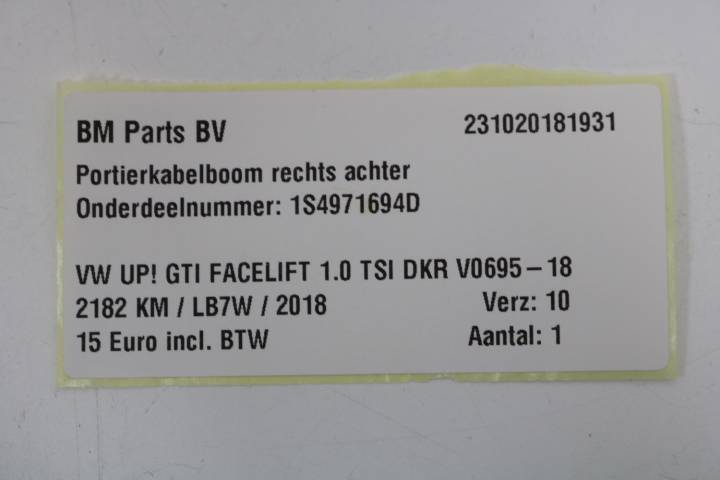 BM Parts BV 231020181931
Portierkabelboom rechts achter
Onderdeelnummer: 1S4971694D
VW UP! GTI FACELIFT 1.0 TSI DKR V0695-18
2182 KM / LB7W / 2018 Verz: 10
15 Euro incl. BTW Aantal: 1